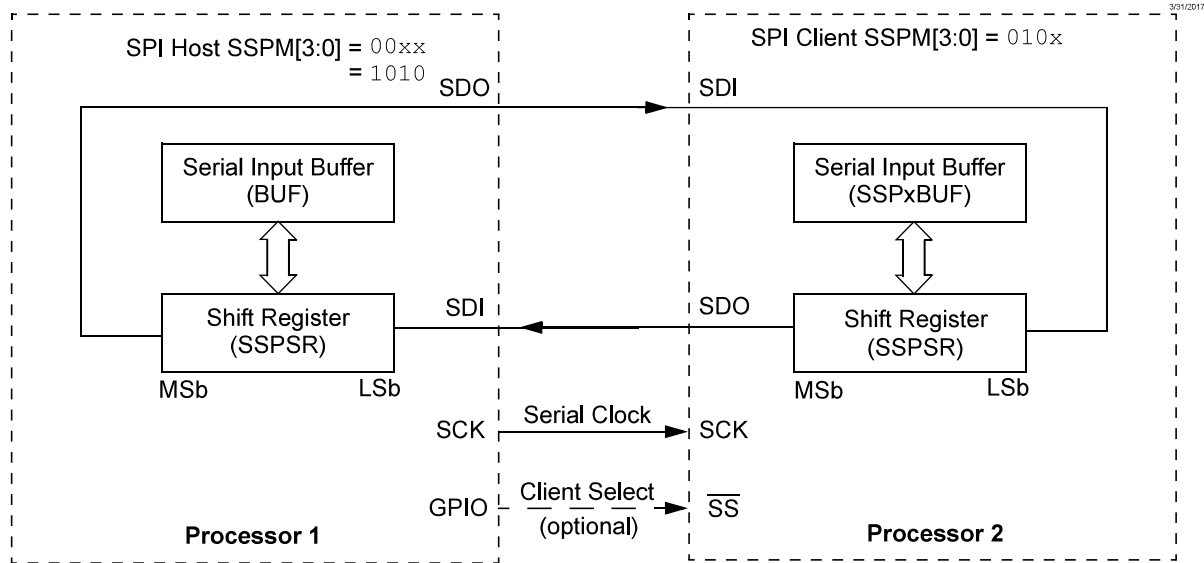 3/31/2017
SPI Host SSPM[3:0] = 00xx
= 1010
SPI Client SSPM[3:0] = 010x
SDO
SDI
Serial Input Buffer
(BUF)
Serial Input Buffer
(SSPxBUF)
SDI
SDO
Shift Register
(SSPSR)
Shift Register
(SSPSR)
MSb
LSb
MSb
LSb
SCK
Serial Clock
SCK
GPIO
Client Select
(optional)
SS
Processor 1
Processor 2